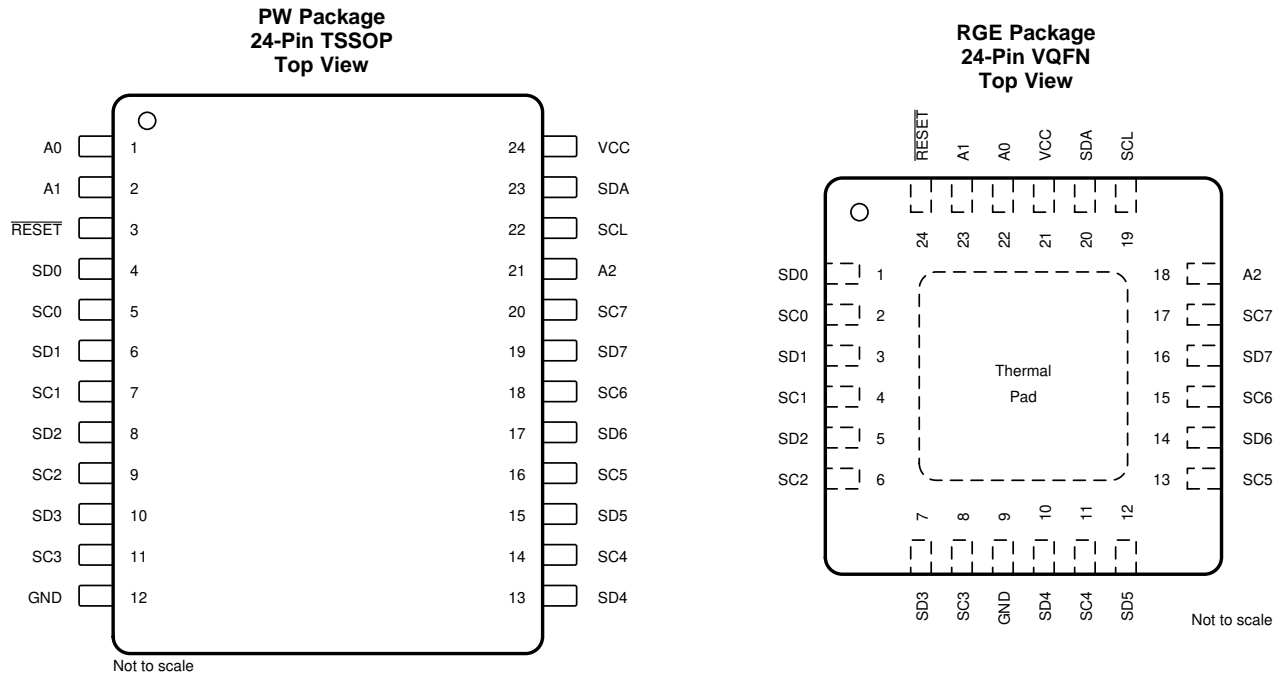 PW Package
24-Pin TSSOP
Top View
A0 1 24 VCC
A1 2 23 SDA
RESET 3 22 SCL
SD0 4 21 A2
SC0 5 20 SC7
SD1 6 19 SD7
SC1 7 18 SC6
SD2 8 17 SD6
SC2 9 16 SC5
SD3 10 15 SD5
SC3 11 14 SC4
GND 12 13 SD4
Not to scale
RGE Package
24-Pin VQFN
Top View
RESET A1 A0 VCC SDA SCL
24 23 22 21 20 19
SD0 1 18 A2
SC0 2 17 SC7
SD1 3 16 SD7
SC1 4 15 SC6
SD2 5 14 SD6
SC2 6 13 SC5
Thermal
Pad
7 8 9 10 11 12
SD3 SC3 GND SD4 SC4 SD5
Not to scale